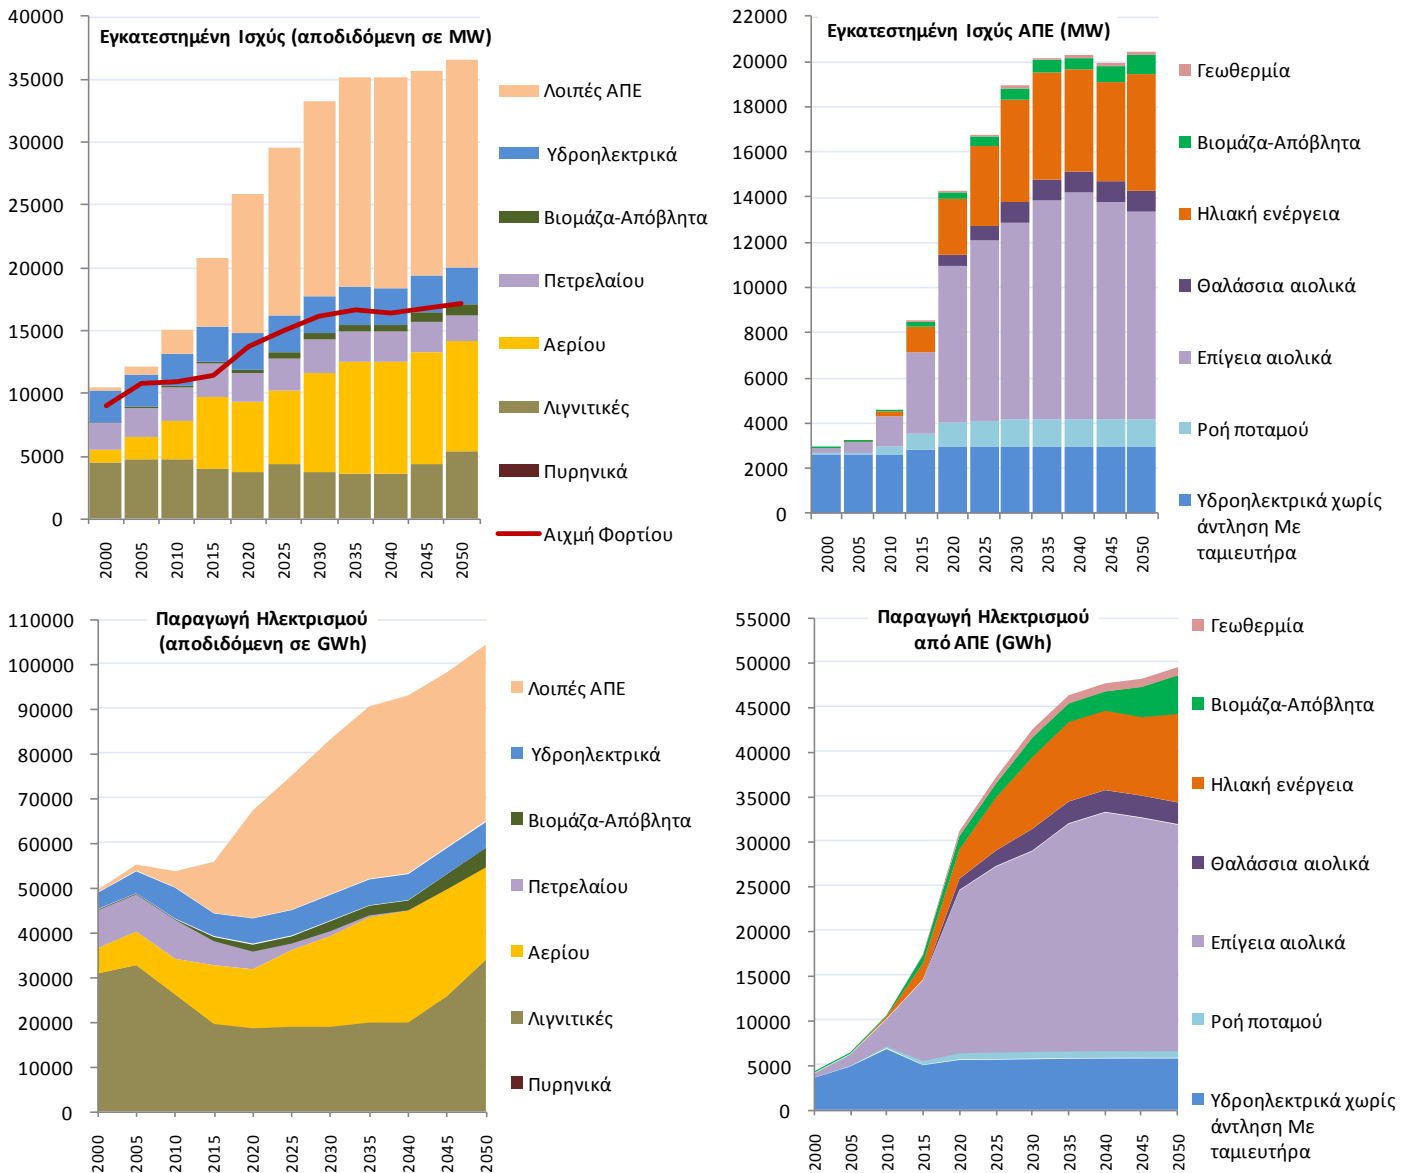 Εγκατεστημένη Ισχύς (αποδιδόμενη σε MW)
40000
35000
30000
25000
20000
15000
10000
5000
0
2000
2005
2010
2015
2020
2025
2030
2035
2040
2045
2050
Λοιπές ΑΠΕ
Υδροηλεκτρικά
Βιομάζα-Απόβλητα
Πετρελαίου
Αερίου
Λιγνιτικές
Πυρηνικά
Αιχμή Φορτίου
Εγκατεστημένη Ισχύς ΑΠΕ (MW)
22000
20000
18000
16000
14000
12000
10000
8000
6000
4000
2000
0
2000
2005
2010
2015
2020
2025
2030
2035
2040
2045
2050
Γεωθερμία
Βιομάζα-Απόβλητα
Ηλιακή ενέργεια
Θαλάσσια αιολικά
Επίγεια αιολικά
Ροή ποταμού
Υδροηλεκτρικά χωρίς
άντληση Με
ταμιευτήρα
Παραγωγή Ηλεκτρισμού
(αποδιδόμενη σε GWh)
110000
100000
90000
80000
70000
60000
50000
40000
30000
20000
10000
0
2000
2005
2010
2015
2020
2025
2030
2035
2040
2045
2050
Λοιπές ΑΠΕ
Υδροηλεκτρικά
Βιομάζα-Απόβλητα
Πετρελαίου
Αερίου
Λιγνιτικές
Πυρηνικά
Παραγωγή Ηλεκτρισμού
από ΑΠΕ (GWh)
55000
50000
45000
40000
35000
30000
25000
20000
15000
10000
5000
0
2000
2005
2010
2015
2020
2025
2030
2035
2040
2045
2050
Γεωθερμία
Βιομάζα-Απόβλητα
Ηλιακή ενέργεια
Θαλάσσια αιολικά
Επίγεια αιολικά
Ροή ποταμού
Υδροηλεκτρικά χωρίς
άντληση Με
ταμιευτήρα